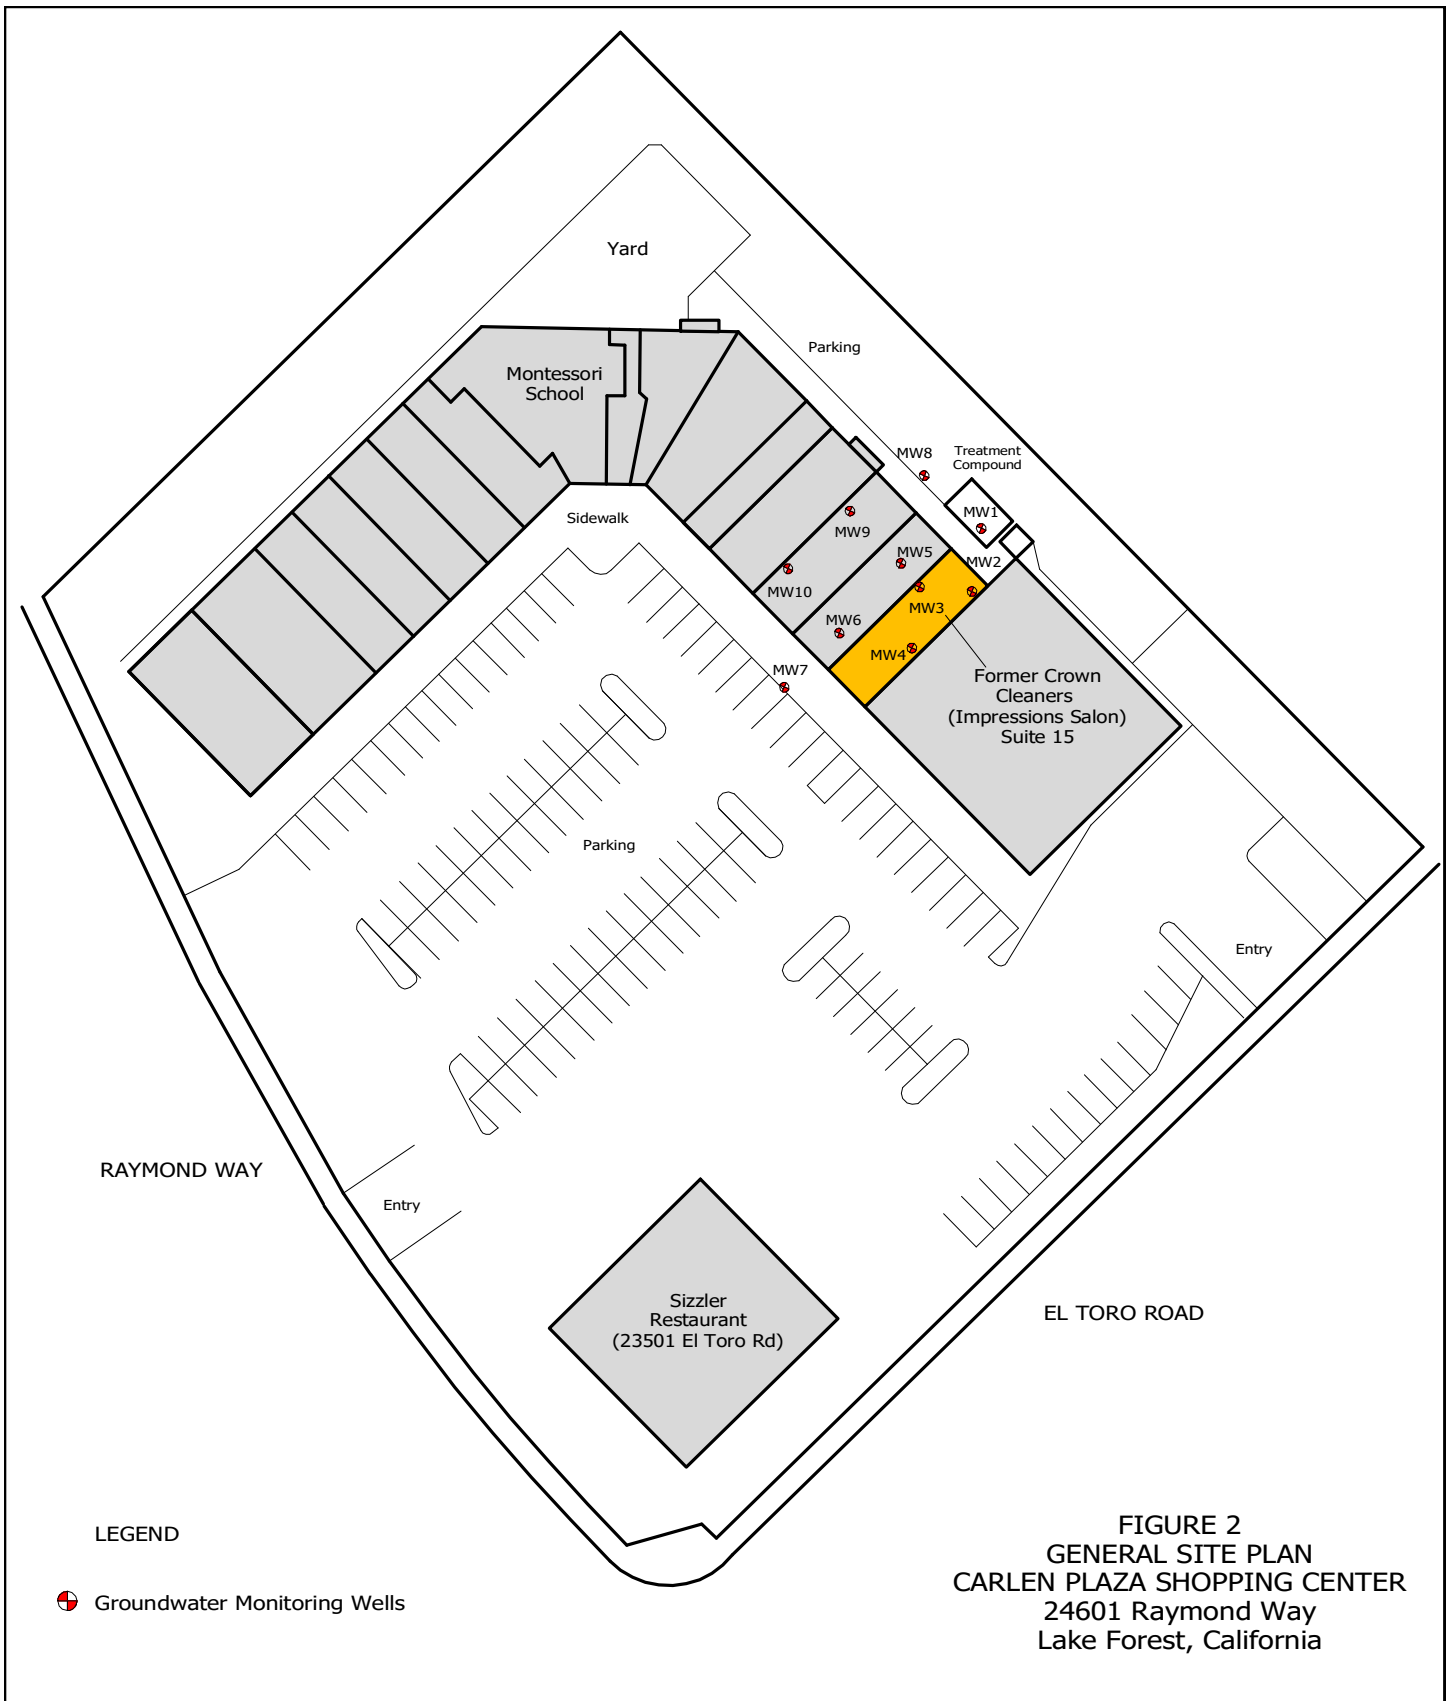 Yard
Parking
Montessori
School
MW8
Treatment
Compound
MW1
Sidewalk
MW9
MW5
MW2
MW10
MW3
MW6
MW4
MW7
Former Crown
Cleaners
(Impressions Salon)
Suite 15
Parking
Entry
RAYMOND WAY
Entry
Sizzler
Restaurant
(23501 El Toro Rd)
EL TORO ROAD
LEGEND
Groundwater Monitoring Wells
FIGURE 2
GENERAL SITE PLAN
CARLEN PLAZA SHOPPING CENTER
24601 Raymond Way
Lake Forest, California